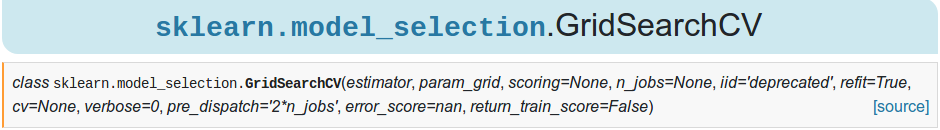 sklearn.model_selection.GridSearchCV
class sklearn.model_selection.GridSearchCV(estimator, param_grid, scoring=None, n_jobs=None, iid='deprecated', refit=True,
cv=None, verbose=0, pre_dispatch='2*n_jobs', error_score=nan, return_train_score=False) [source]